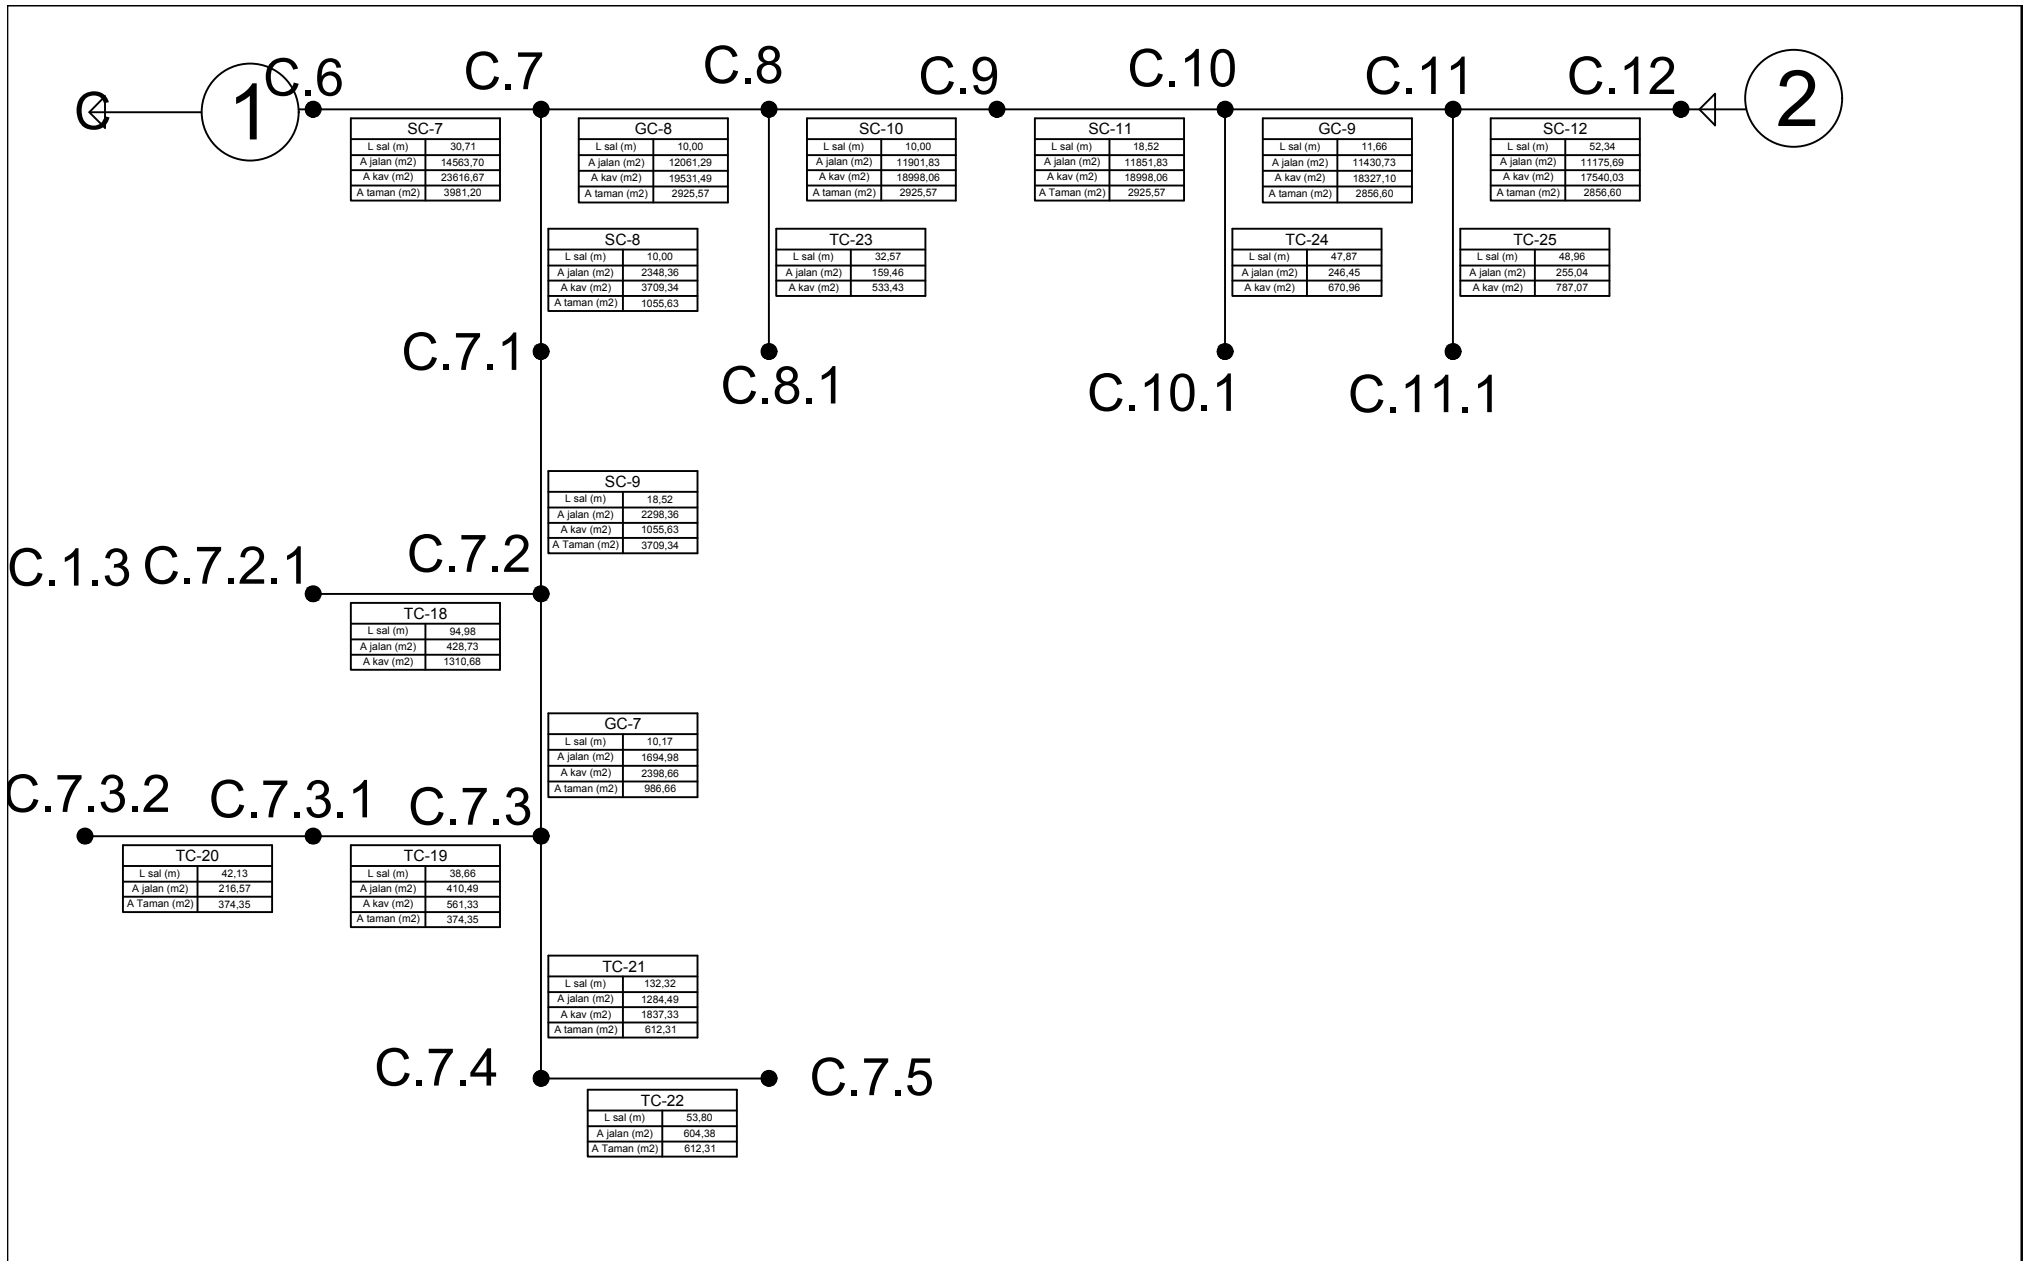 C
1
C.6
C.7
C.8
C.9
C.10
C.11
C.12
2
SC-7
L sal (m) 30,71
A jalan (m2) 14563,70
A kav (m2) 23616,67
A taman (m2) 3981,20
GC-8
L sal (m) 10,00
A jalan (m2) 12061,29
A kav (m2) 19531,49
A taman (m2) 2925,57
SC-10
L sal (m) 10,00
A jalan (m2) 11901,83
A kav (m2) 18998,06
A taman (m2) 2925,57
SC-11
L sal (m) 18,52
A jalan (m2) 11851,83
A kav (m2) 18998,06
A Taman (m2) 2925,57
GC-9
L sal (m) 11,66
A jalan (m2) 11430,73
A kav (m2) 18327,10
A taman (m2) 2856,60
SC-12
L sal (m) 52,34
A jalan (m2) 11175,69
A kav (m2) 17540,03
A taman (m2) 2856,60
SC-8
L sal (m) 10,00
A jalan (m2) 2348,36
A kav (m2) 3709,34
A taman (m2) 1055,63
TC-23
L sal (m) 32,57
A jalan (m2) 159,46
A kav (m2) 533,43
TC-24
L sal (m) 47,87
A jalan (m2) 246,45
A kav (m2) 670,96
TC-25
L sal (m) 48,96
A jalan (m2) 255,04
A kav (m2) 787,07
C.7.1
C.8.1
C.10.1
C.11.1
SC-9
L sal (m) 18,52
A jalan (m2) 2298,36
A kav (m2) 1055,63
A Taman (m2) 3709,34
C.1.3
C.7.2.1
C.7.2
TC-18
L sal (m) 94,98
A jalan (m2) 428,73
A kav (m2) 1310,68
GC-7
L sal (m) 10,17
A jalan (m2) 1694,98
A kav (m2) 2398,66
A taman (m2) 986,66
C.7.3.2
C.7.3.1
C.7.3
TC-20
L sal (m) 42,13
A jalan (m2) 216,57
A Taman (m2) 374,35
TC-19
L sal (m) 38,66
A jalan (m2) 410,49
A kav (m2) 561,33
A taman (m2) 374,35
TC-21
L sal (m) 132,32
A jalan (m2) 1284,49
A kav (m2) 1837,33
A taman (m2) 612,31
C.7.4
C.7.5
TC-22
L sal (m) 53,80
A jalan (m2) 604,38
A Taman (m2) 612,31